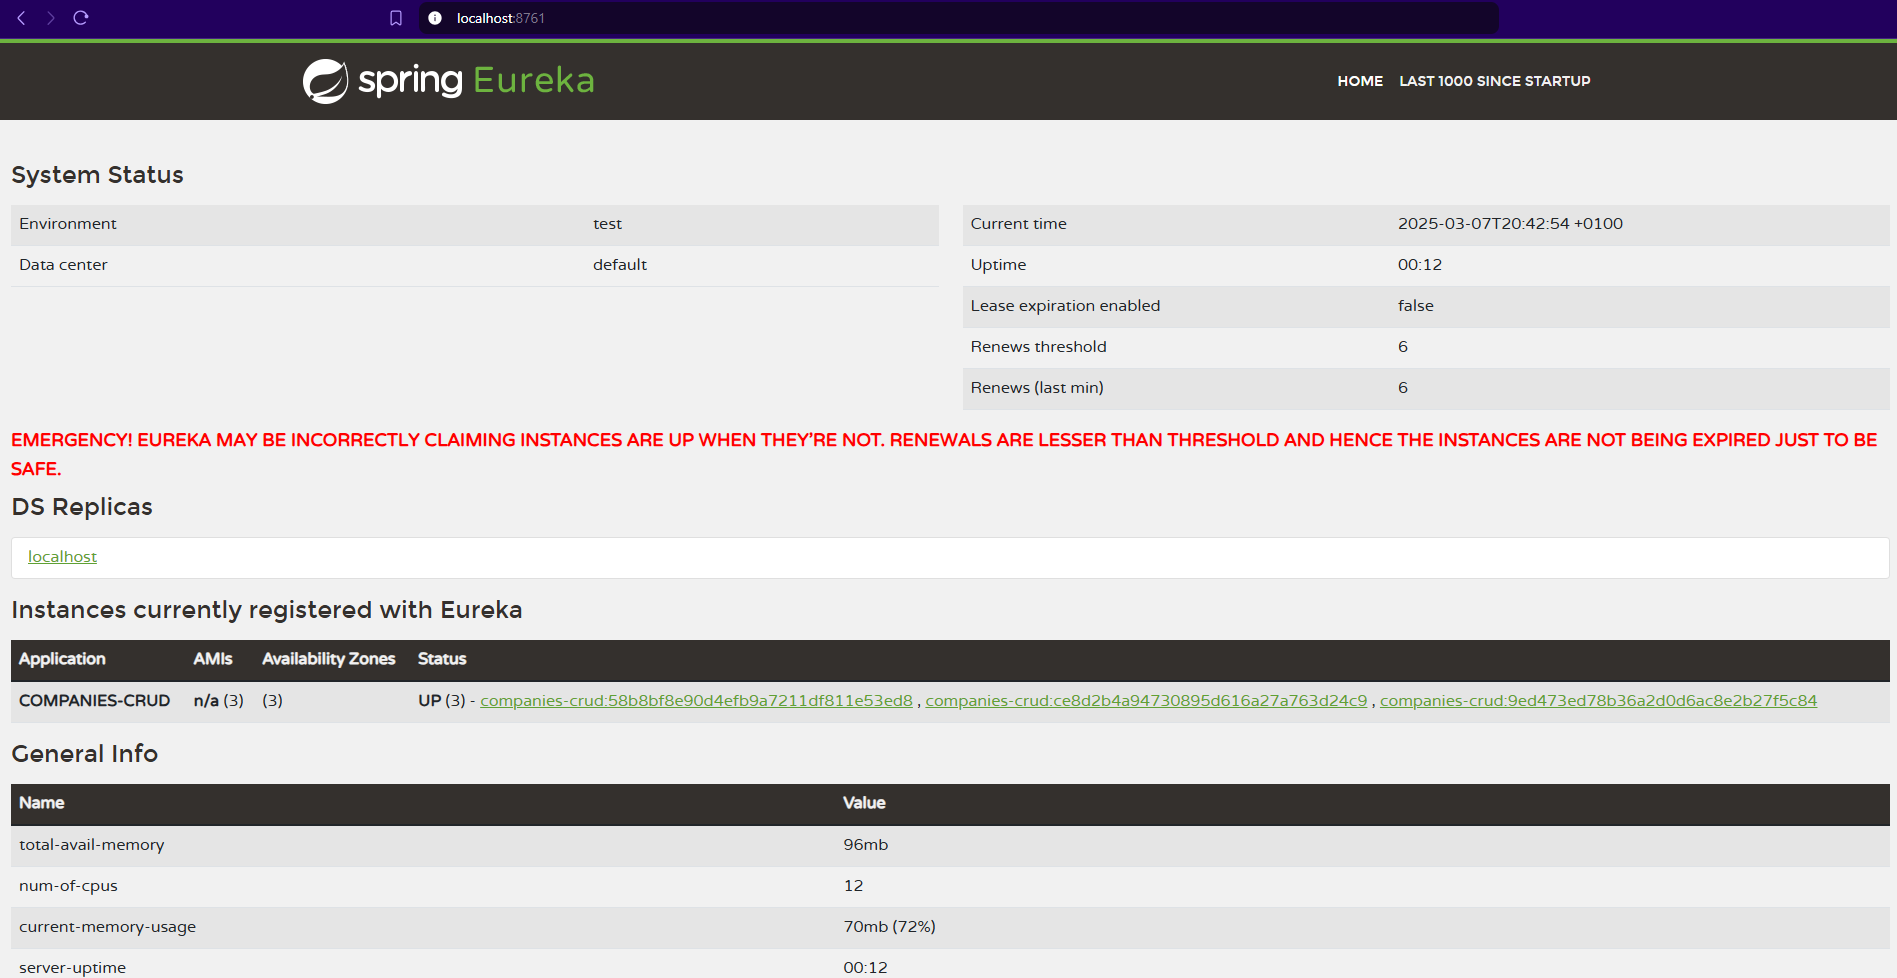 localhost:8761
spring Eureka
HOME LAST 1000 SINCE STARTUP
System Status
Environment test
Data center default
Current time 2025-03-07T20:42:54 +0100
Uptime 00:12
Lease expiration enabled false
Renews threshold 6
Renews (last min) 6
EMERGENCY! EUREKA MAY BE INCORRECTLY CLAIMING INSTANCES ARE UP WHEN THEY'RE NOT. RENEWALS ARE LESSER THAN THRESHOLD AND HENCE THE INSTANCES ARE NOT BEING EXPIRED JUST TO BE
SAFE.
DS Replicas
localhost
Instances currently registered with Eureka
Application AMIs Availability Zones Status
COMPANIES-CRUD n/a (3) (3) UP (3) - companies-crud:58b8bf8e90d4efb9a7211df811e53ed8 , companies-crud:ce8d2b4a94730895d616a27a763d24c9 , companies-crud:9ed473ed78b36a2d0d6ac8e2b27f5c84
General Info
Name Value
total-avail-memory 96mb
num-of-cpus 12
current-memory-usage 70mb (72%)
server-uptime 00:12